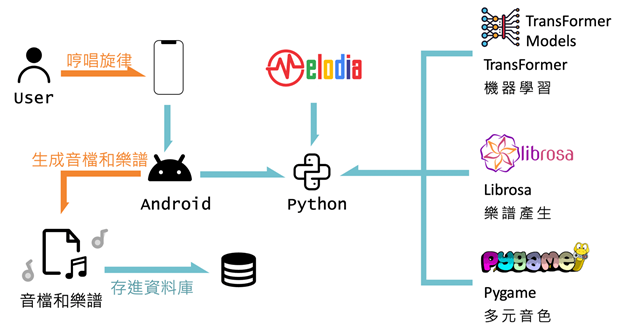 哼唱旋律
User
elodia
TransFormer
Models
TransFormer
機器學習
生成音檔和樂譜
Android
Python
librosa
Librosa
樂譜產生
音檔和樂譜
存進資料庫
pygame
Pygame
多元音色